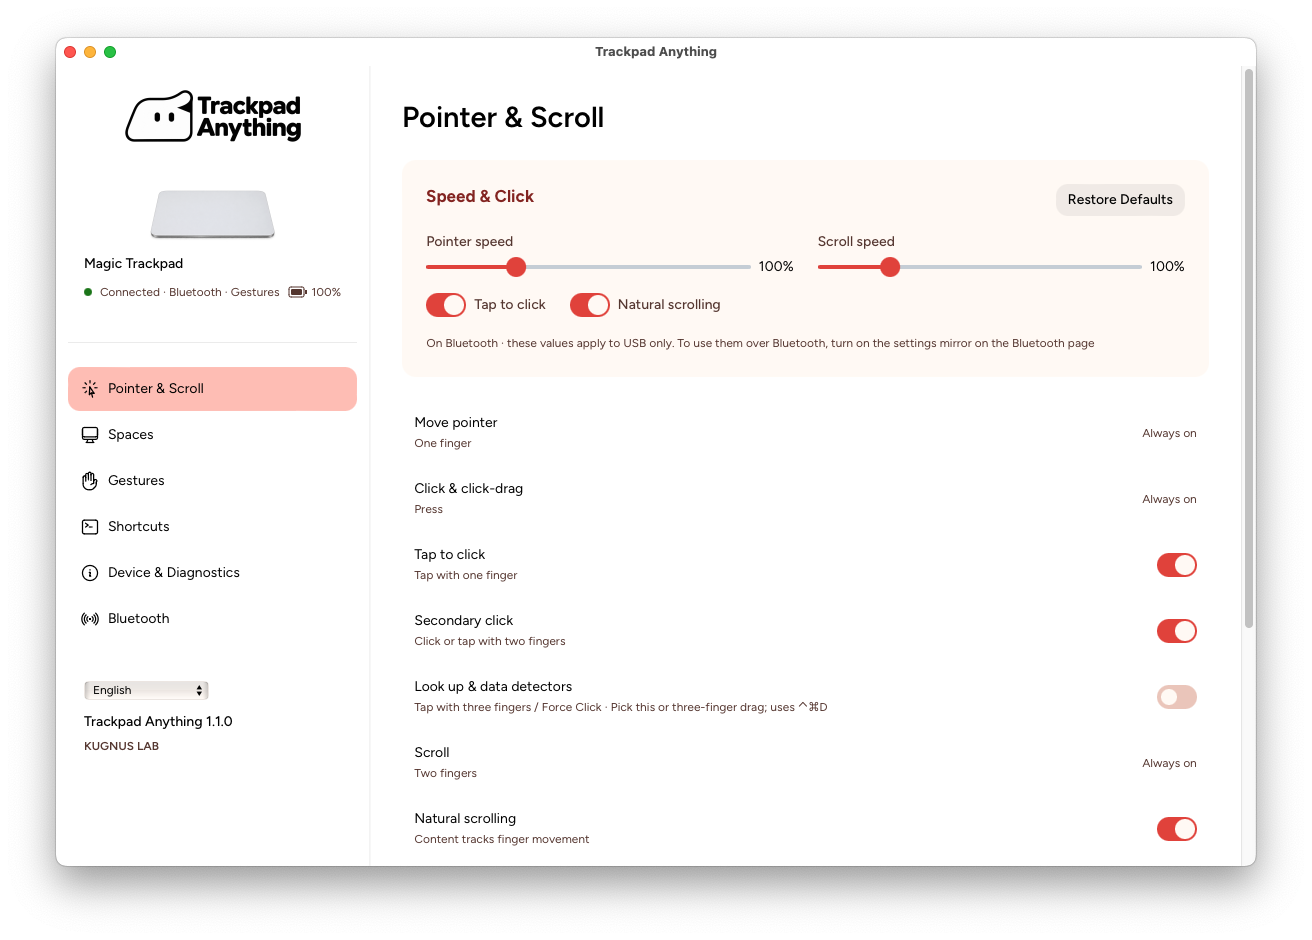 Trackpad Anything
Trackpad
Anything
Magic Trackpad
Connected · Bluetooth · Gestures 100%
Pointer & Scroll
Spaces
Gestures
Shortcuts
Device & Diagnostics
Bluetooth
English
Trackpad Anything 1.1.0
KUGNUS LAB
Pointer & Scroll
Speed & Click
Restore Defaults
Pointer speed
100%
Scroll speed
100%
Tap to click
Natural scrolling
On Bluetooth · these values apply to USB only. To use them over Bluetooth, turn on the settings mirror on the Bluetooth page
Move pointer
One finger
Always on
Click & click-drag
Press
Always on
Tap to click
Tap with one finger
Secondary click
Click or tap with two fingers
Look up & data detectors
Tap with three fingers / Force Click · Pick this or three-finger drag; uses ⌃⌘D
Scroll
Two fingers
Always on
Natural scrolling
Content tracks finger movement